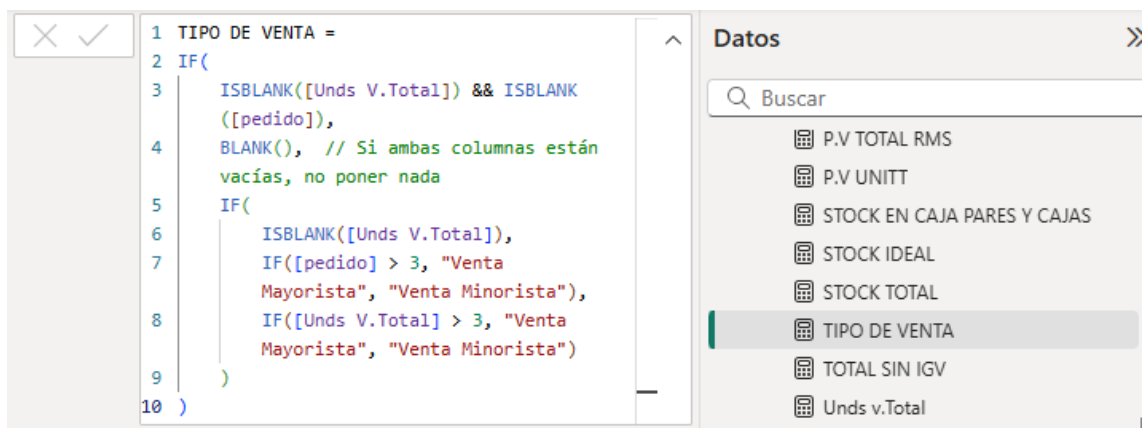 1 TIPO DE VENTA =
2 IF(
3 ISBLANK([Unds V.Total]) && ISBLANK
([pedido]),
4 BLANK(), // Si ambas columnas están
vacías, no poner nada
5 IF(
6 ISBLANK([Unds V.Total]),
7 IF([pedido] > 3, "Venta
Mayorista", "Venta Minorista"),
8 IF([Unds V.Total] > 3, "Venta
Mayorista", "Venta Minorista")
9 )
10 )
Datos
Buscar
P.V TOTAL RMS
P.V UNITT
STOCK EN CAJA PARES Y CAJAS
STOCK IDEAL
STOCK TOTAL
TIPO DE VENTA
TOTAL SIN IGV
Unds v.Total